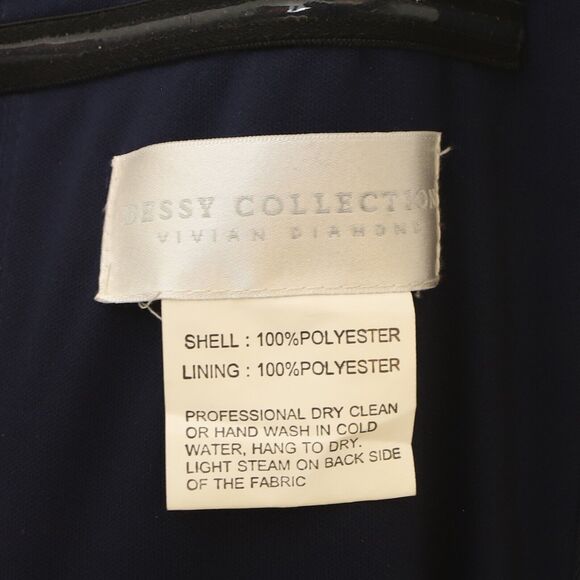 BESSY COLLECTION
VIVIAN DIAMOND
SHELL : 100%POLYESTER
LINING : 100%POLYESTER
PROFESSIONAL DRY CLEAN
OR HAND WASH IN COLD
WATER, HANG TO DRY.
LIGHT STEAM ON BACK SIDE
OF THE FABRIC